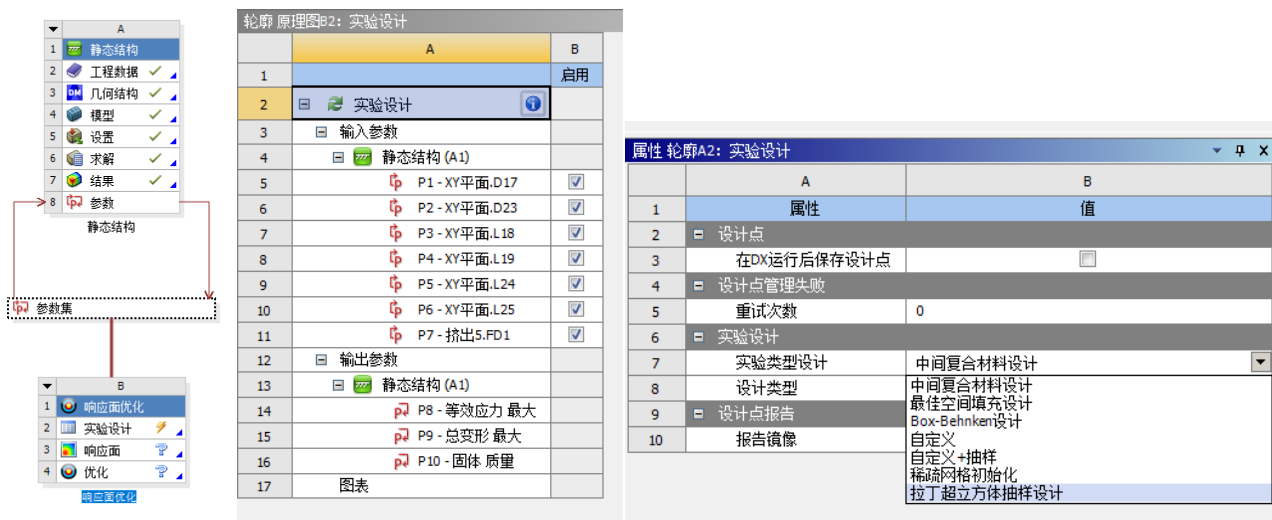 A
1 静态结构
2 工程数据
3 几何结构
4 模型
5 设置
6 求解
7 结果
8 参数
静态结构
参数集
B
1 响应面优化
2 实验设计
3 响应面
4 优化
响应面优化
轮廓 原理图B2: 实验设计
A B
1 启用
2 实验设计
3 输入参数
4 静态结构 (A1)
5 P1 - XY平面.D17
6 P2 - XY平面.D23
7 P3 - XY平面.L18
8 P4 - XY平面.L19
9 P5 - XY平面.L24
10 P6 - XY平面.L25
11 P7 - 挤出5.FD1
12 输出参数
13 静态结构 (A1)
14 P8 - 等效应力 最大
15 P9 - 总变形 最大
16 P10 - 固体 质量
17 图表
属性 轮廓A2: 实验设计
A B
1 属性 值
2 设计点
3 在DX运行后保存设计点
4 设计点管理失败
5 重试次数 0
6 实验设计
7 实验类型设计 中间复合材料设计
8 设计类型
9 设计点报告
10 报告镜像
中间复合材料设计
最佳空间填充设计
Box-Behnken设计
自定义
自定义+抽样
稀疏网格初始化
拉丁超立方体抽样设计